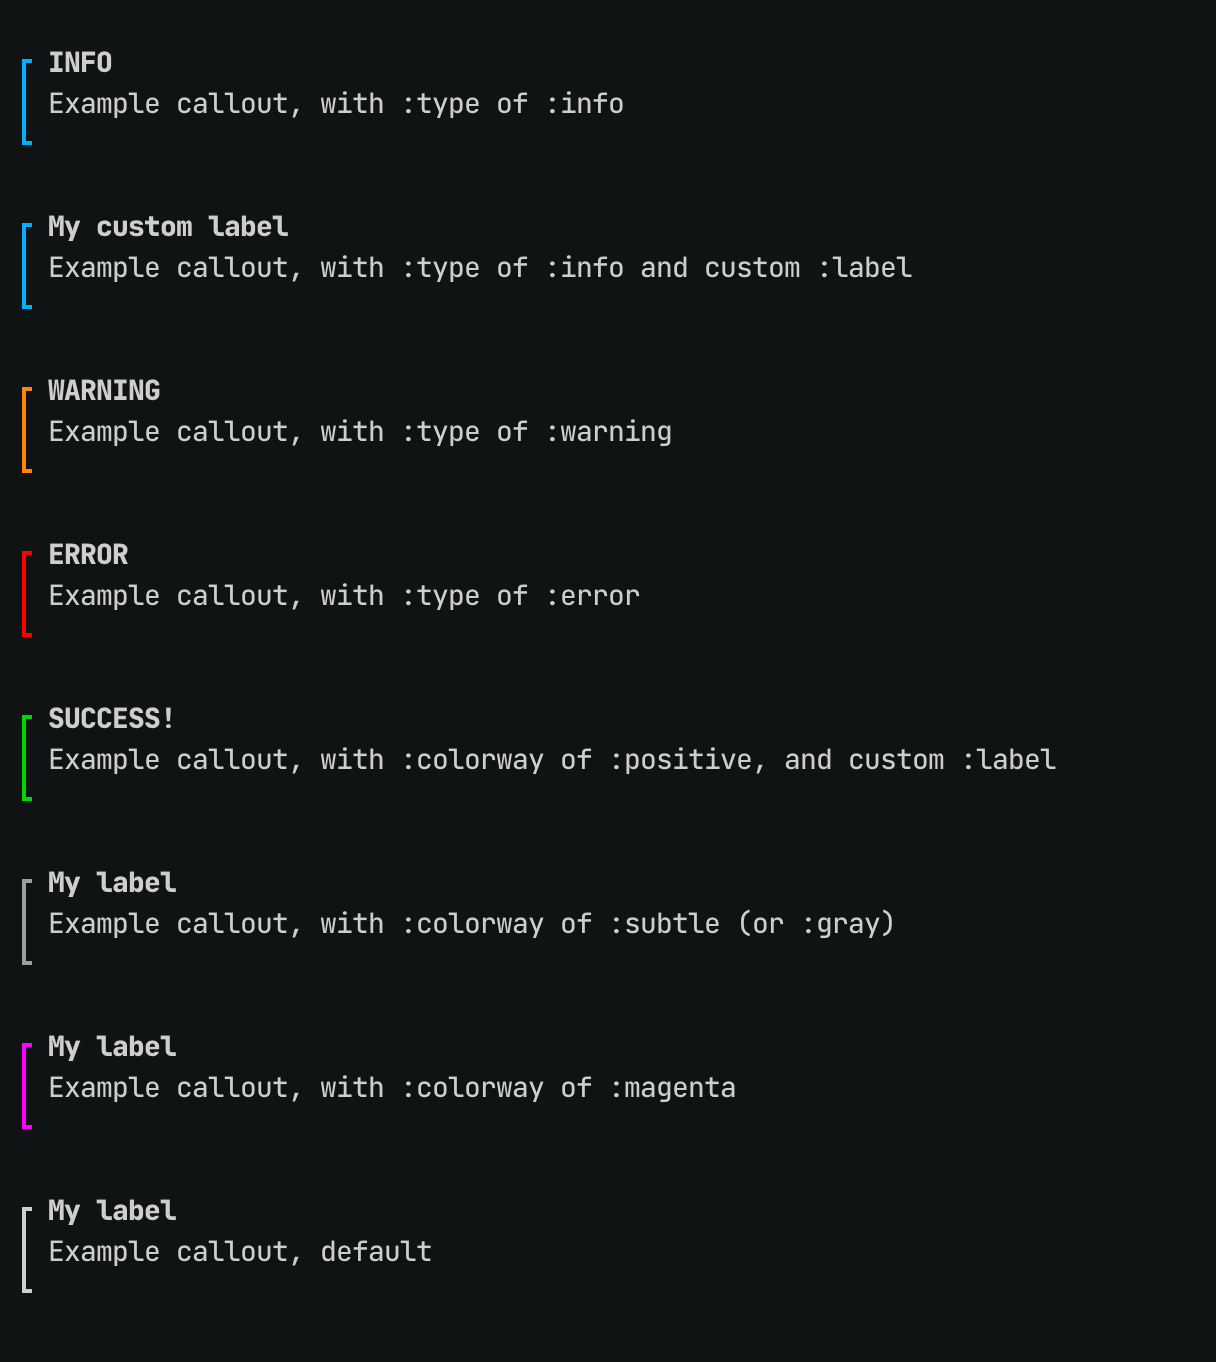 INFO
Example callout, with :type of :info
My custom label
Example callout, with :type of :info and custom :label
WARNING
Example callout, with :type of :warning
ERROR
Example callout, with :type of :error
SUCCESS!
Example callout, with :colorway of :positive, and custom :label
My label
Example callout, with :colorway of :subtle (or :gray)
My label
Example callout, with :colorway of :magenta
My label
Example callout, default